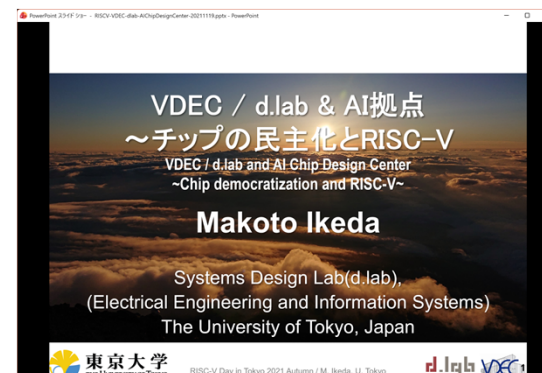 PowerPoint スライド ショー - RISCV-VDEC-dlab-AIChipDesignCenter-20211119.pptx - PowerPoint
VDEC / d.lab & AI拠点
～チップの民主化とRISC-V
VDEC / d.lab and AI Chip Design Center
~Chip democratization and RISC-V~
Makoto Ikeda
Systems Design Lab(d.lab),
(Electrical Engineering and Information Systems)
The University of Tokyo, Japan
東京大学
RISC-V Day in Tokyo 2021 Autumn / M. Ikeda, U. Tokyo
d.lab VDEC 1